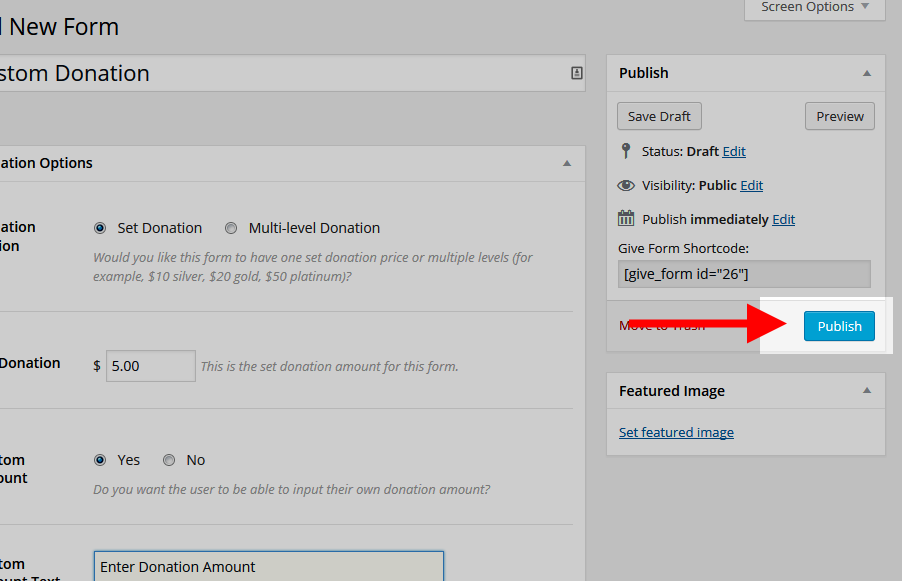 New Form
Screen Options
stom Donation
Publish
Save Draft
Preview
Status: Draft Edit
Visibility: Public Edit
Publish immediately Edit
Give Form Shortcode:
[give_form id="26"]
Move to Trash
Publish
Featured Image
Set featured image
ation Options
ation
ion
Set Donation
Multi-level Donation
Would you like this form to have one set donation price or multiple levels (for
example, $10 silver, $20 gold, $50 platinum)?
Donation
$ 5.00 This is the set donation amount for this form.
tom
ount
Yes
No
Do you want the user to be able to input their own donation amount?
tom
ount Text
Enter Donation Amount